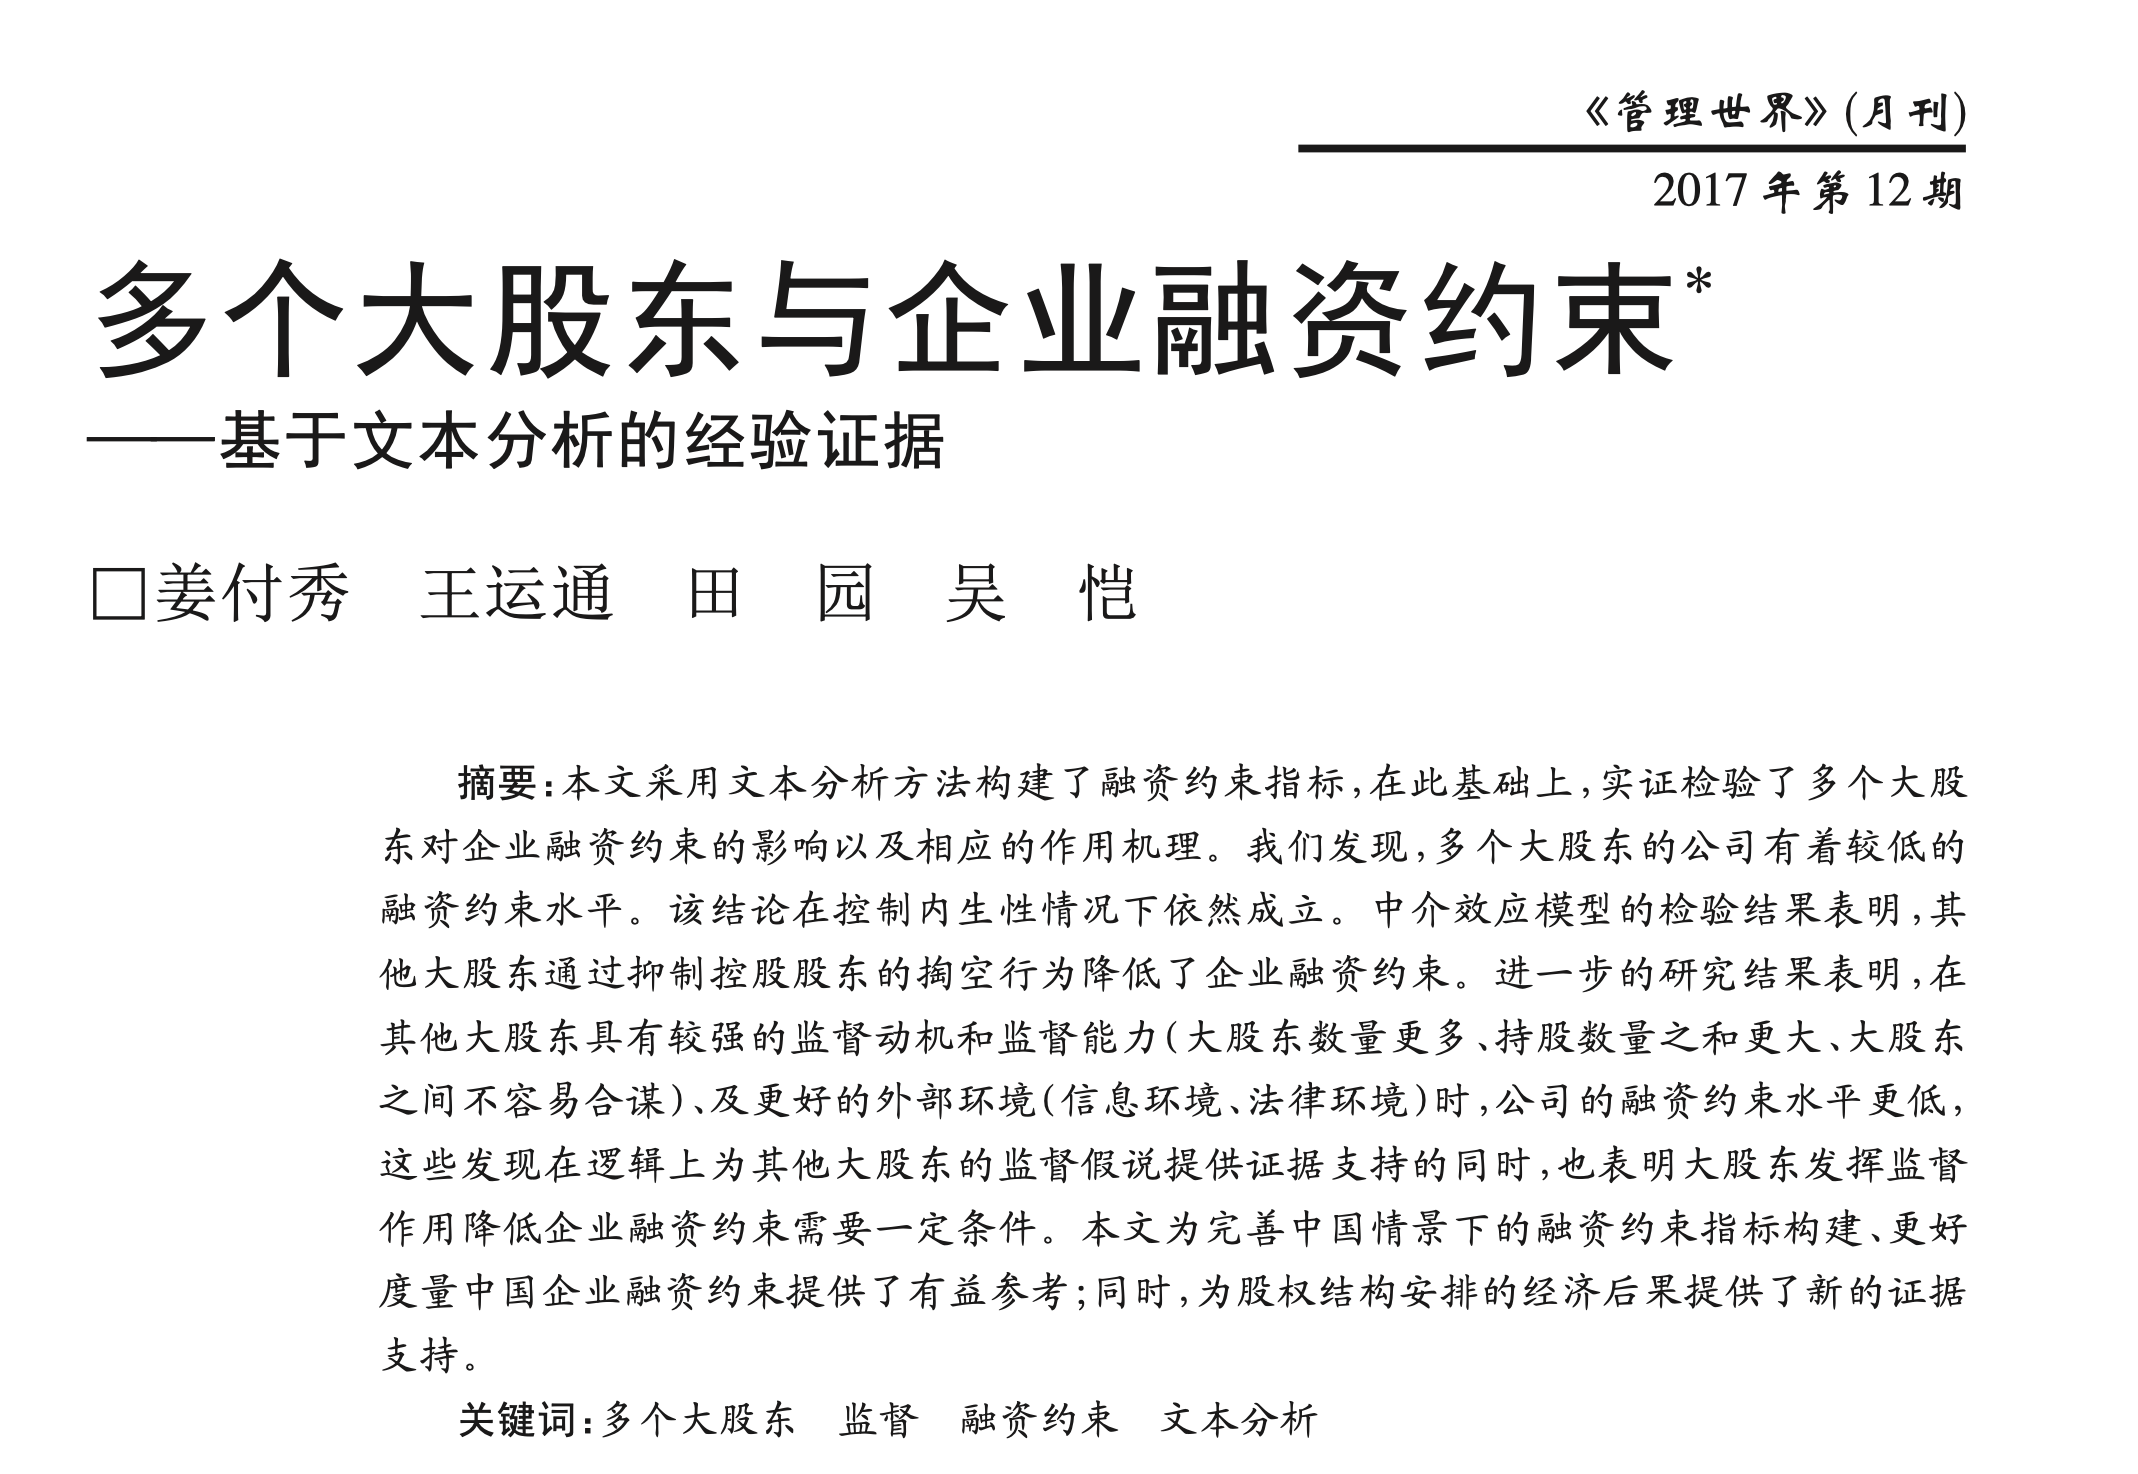 《管理世界》(月刊)
2017 年第 12 期
多个大股东与企业融资约束*
——基于文本分析的经验证据
□姜付秀　王运通　田　园　吴　恺
摘要:本文采用文本分析方法构建了融资约束指标,在此基础上,实证检验了多个大股
东对企业融资约束的影响以及相应的作用机理。我们发现,多个大股东的公司有着较低的
融资约束水平。该结论在控制内生性情况下依然成立。中介效应模型的检验结果表明,其
他大股东通过抑制控股股东的掏空行为降低了企业融资约束。进一步的研究结果表明,在
其他大股东具有较强的监督动机和监督能力(大股东数量更多、持股数量之和更大、大股东
之间不容易合谋)、及更好的外部环境(信息环境、法律环境)时,公司的融资约束水平更低,
这些发现在逻辑上为其他大股东的监督假说提供证据支持的同时,也表明大股东发挥监督
作用降低企业融资约束需要一定条件。本文为完善中国情景下的融资约束指标构建、更好
度量中国企业融资约束提供了有益参考;同时,为股权结构安排的经济后果提供了新的证据
支持。
关键词:多个大股东　监督　融资约束　文本分析